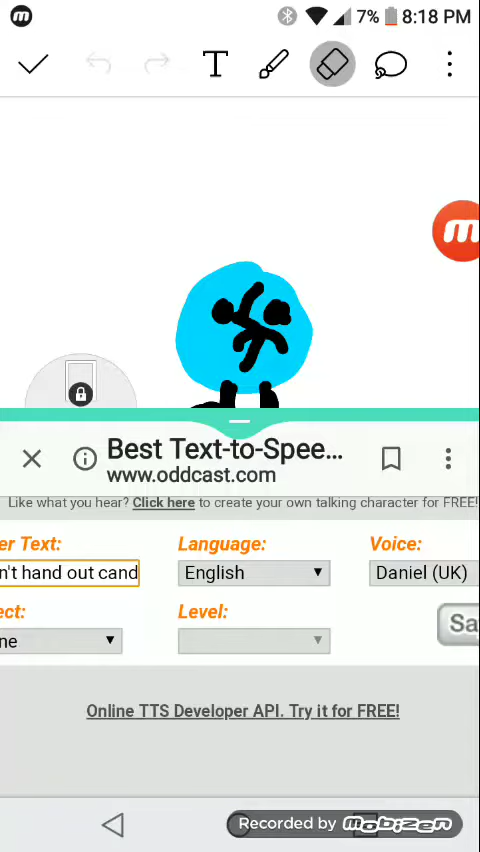 7% 8:18 PM
T
Best Text-to-Spee...
www.oddcast.com
Like what you hear? Click here to create your own talking character for FREE!
er Text: Language: Voice:
n't hand out cand English Daniel (UK)
ect: Level:
ne Sa
Online TTS Developer API. Try it for FREE!
Recorded by mobizen